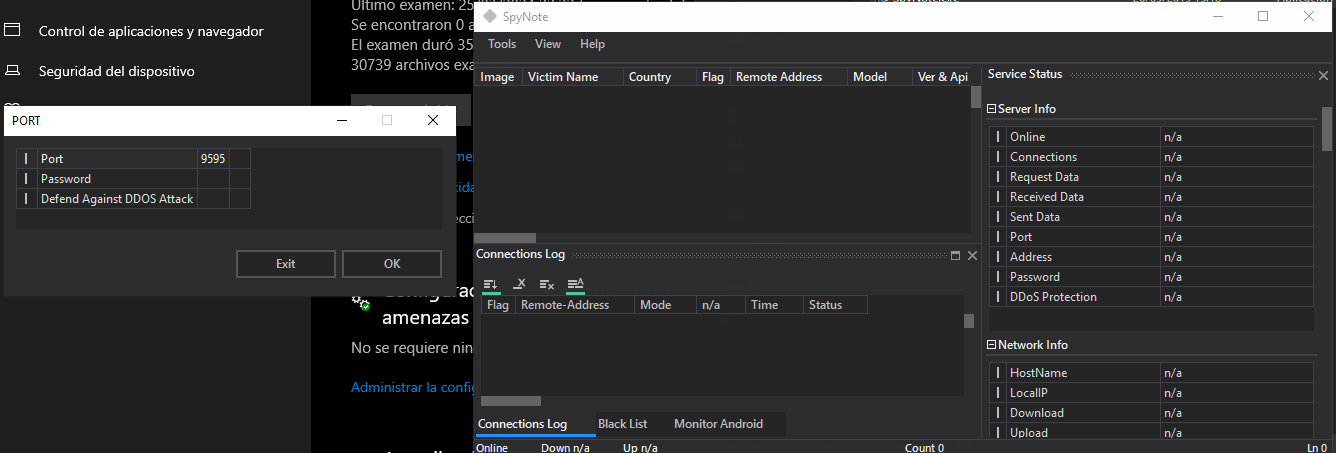 Último examen: 25
Se encontraron 0 a
El examen duró 35
30739 archivos exa
Control de aplicaciones y navegador
Seguridad del dispositivo
No se requiere nin
Administrar la config
amenazas
PORT
Port 9595
Password
Defend Against DDOS Attack
Exit OK
SpyNote
Tools View Help
Image Victim Name Country Flag Remote Address Model Ver & Api
Connections Log
Flag Remote-Address Mode n/a Time Status
Connections Log Black List Monitor Android
Service Status
Server Info
Online n/a
Connections n/a
Request Data n/a
Received Data n/a
Sent Data n/a
Port n/a
Address n/a
Password n/a
DDoS Protection n/a
Network Info
HostName n/a
LocalIP n/a
Download n/a
Upload n/a
Online Down n/a Up n/a Count 0 Ln 0